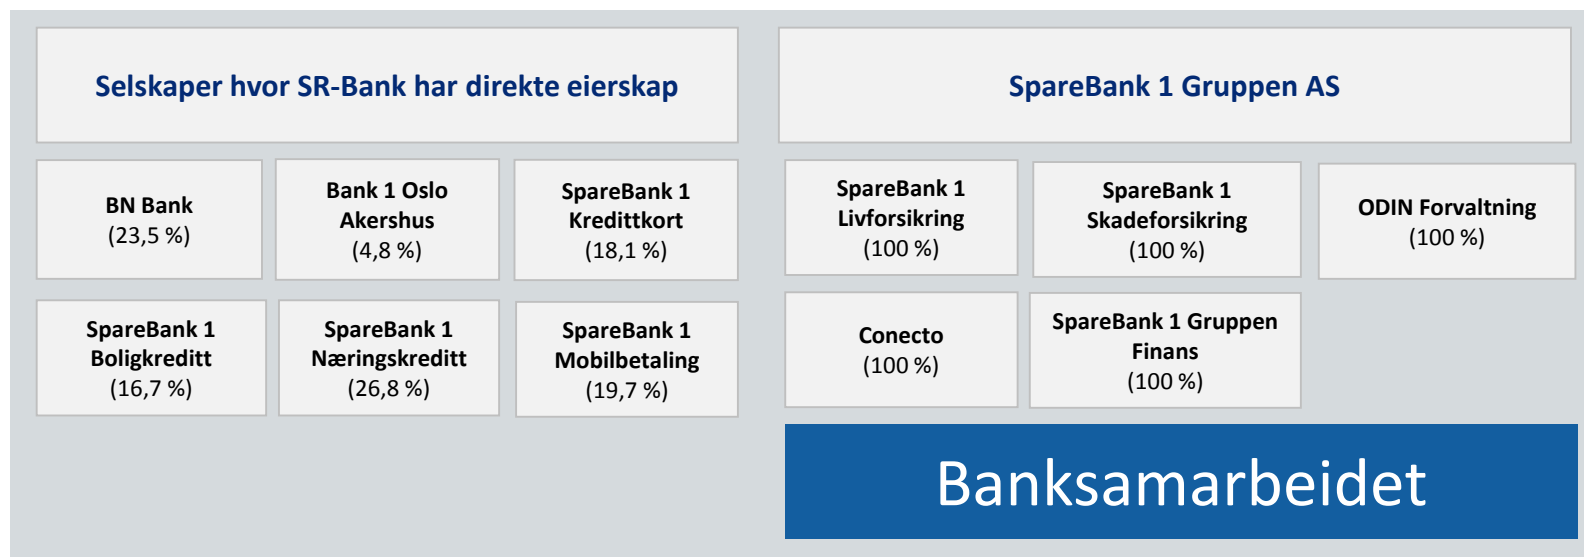 Selskaper hvor SR-Bank har direkte eierskap
BN Bank
(23,5 %)
Bank 1 Oslo
Akershus
(4,8 %)
SpareBank 1
Kredittkort
(18,1 %)
SpareBank 1
Boligkreditt
(16,7 %)
SpareBank 1
Næringskreditt
(26,8 %)
SpareBank 1
Mobilbetaling
(19,7 %)
SpareBank 1 Gruppen AS
SpareBank 1
Livforsikring
(100 %)
SpareBank 1
Skadeforsikring
(100 %)
ODIN Forvaltning
(100 %)
Conecto
(100 %)
SpareBank 1 Gruppen
Finans
(100 %)
Banksamarbeidet